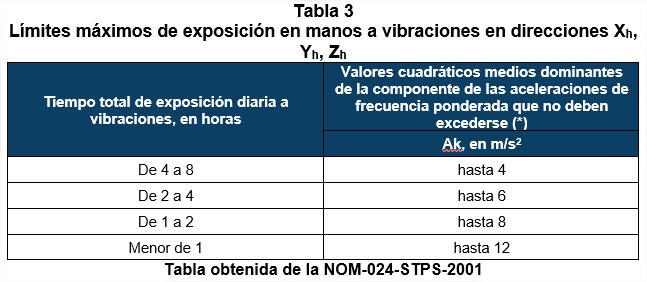 Tabla 3
Límites máximos de exposición en manos a vibraciones en direcciones Xh,
Yh, Zh
Tiempo total de exposición diaria a
vibraciones, en horas
Valores cuadráticos medios dominantes
de la componente de las aceleraciones de
frecuencia ponderada que no deben
excederse (*)
Ak, en m/s²
De 4 a 8 hasta 4
De 2 a 4 hasta 6
De 1 a 2 hasta 8
Menor de 1 hasta 12
Tabla obtenida de la NOM-024-STPS-2001